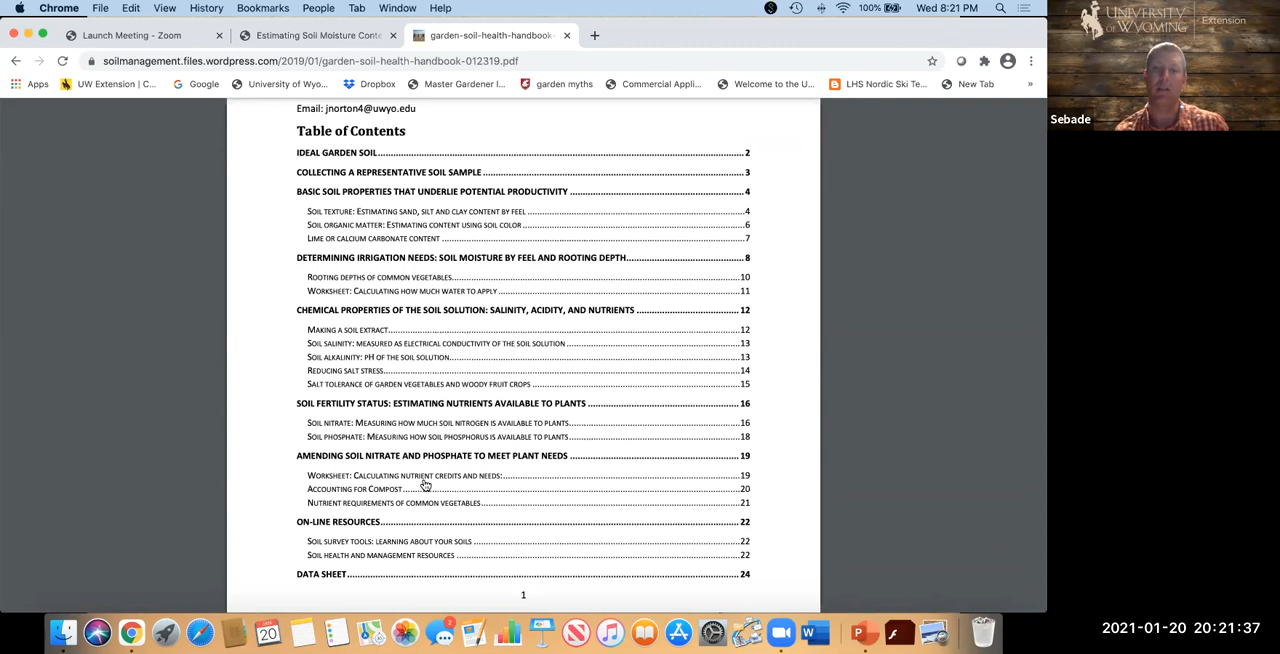 Chrome File Edit View History Bookmarks People Tab Window Help 100% Wed 8:21 PM
Launch Meeting - Zoom Estimating Soil Moisture Conte garden-soil-health-handbook-
soilmanagement.files.wordpress.com/2019/01/garden-soil-health-handbook-012319.pdf
Apps UW Extension | C... Google University of Wyo... Dropbox Master Gardener I... garden myths Commercial Appli... Welcome to the U... LHS Nordic Ski Te... New Tab »
Email: jnorton4@uwyo.edu
Table of Contents
IDEAL GARDEN SOIL 2
COLLECTING A REPRESENTATIVE SOIL SAMPLE 3
BASIC SOIL PROPERTIES THAT UNDERLIE POTENTIAL PRODUCTIVITY 4
SOIL TEXTURE: ESTIMATING SAND, SILT AND CLAY CONTENT BY FEEL 4
SOIL ORGANIC MATTER: ESTIMATING CONTENT USING SOIL COLOR 6
LIME OR CALCIUM CARBONATE CONTENT 7
DETERMINING IRRIGATION NEEDS: SOIL MOISTURE BY FEEL AND ROOTING DEPTH 8
ROOTING DEPTHS OF COMMON VEGETABLES 10
WORKSHEET: CALCULATING HOW MUCH WATER TO APPLY 11
CHEMICAL PROPERTIES OF THE SOIL SOLUTION: SALINITY, ACIDITY, AND NUTRIENTS 12
MAKING A SOIL EXTRACT 12
SOIL SALINITY: MEASURED AS ELECTRICAL CONDUCTIVITY OF THE SOIL SOLUTION 13
SOIL ALKALINITY: PH OF THE SOIL SOLUTION 13
REDUCING SALT STRESS 14
SALT TOLERANCE OF GARDEN VEGETABLES AND WOODY FRUIT CROPS 15
SOIL FERTILITY STATUS: ESTIMATING NUTRIENTS AVAILABLE TO PLANTS 16
SOIL NITRATE: MEASURING HOW MUCH SOIL NITROGEN IS AVAILABLE TO PLANTS 16
SOIL PHOSPHATE: MEASURING HOW SOIL PHOSPHORUS IS AVAILABLE TO PLANTS 18
AMENDING SOIL NITRATE AND PHOSPHATE TO MEET PLANT NEEDS 19
WORKSHEET: CALCULATING NUTRIENT CREDITS AND NEEDS: 19
ACCOUNTING FOR COMPOST 20
NUTRIENT REQUIREMENTS OF COMMON VEGETABLES 21
ON-LINE RESOURCES 22
SOIL SURVEY TOOLS: LEARNING ABOUT YOUR SOILS 22
SOIL HEALTH AND MANAGEMENT RESOURCES 22
DATA SHEET 24
1
UNIVERSITY OF WYOMING Extension
Sebade
JAN 20
2
2021-01-20 20:21:37